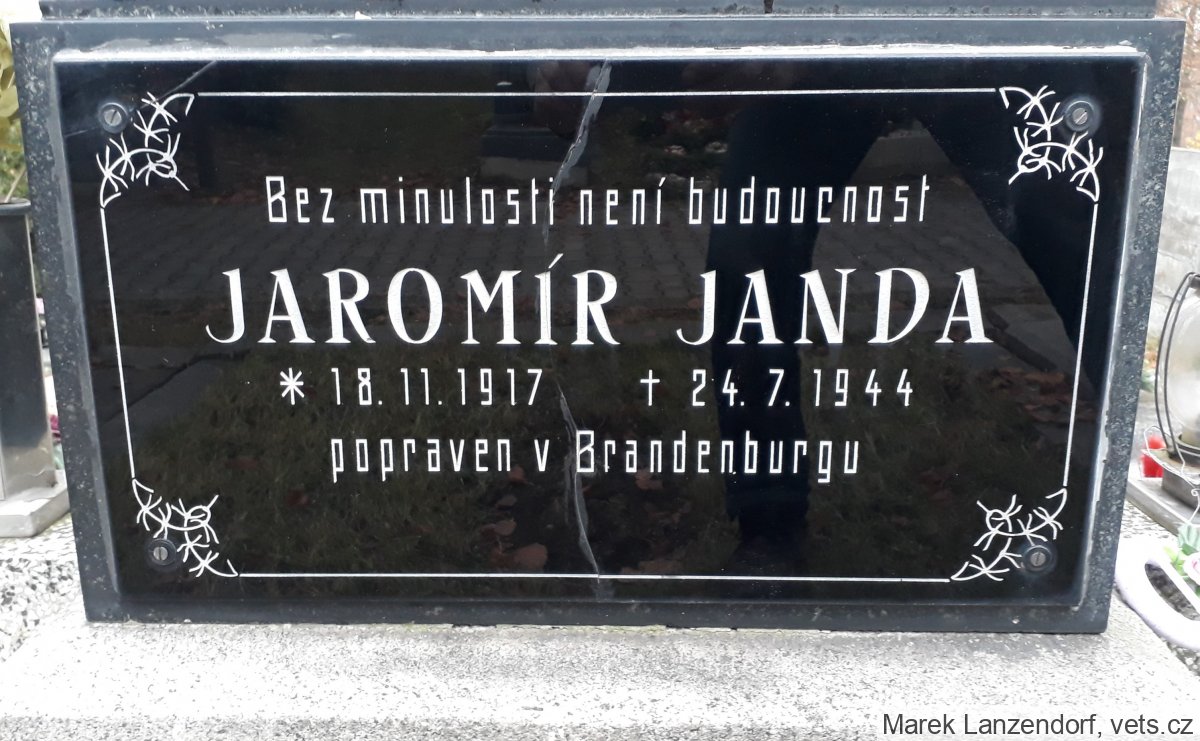 Bez minulosti není budoucnost
JAROMÍR JANDA
* 18. 11. 1917 † 24. 7. 1944
popraven v Brandenburgu
Marek Lanzendorf, vets.cz